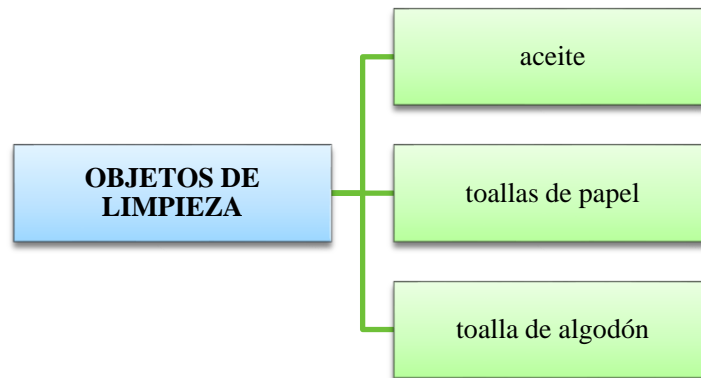 OBJETOS DE
LIMPIEZA
aceite
toallas de papel
toalla de algodón